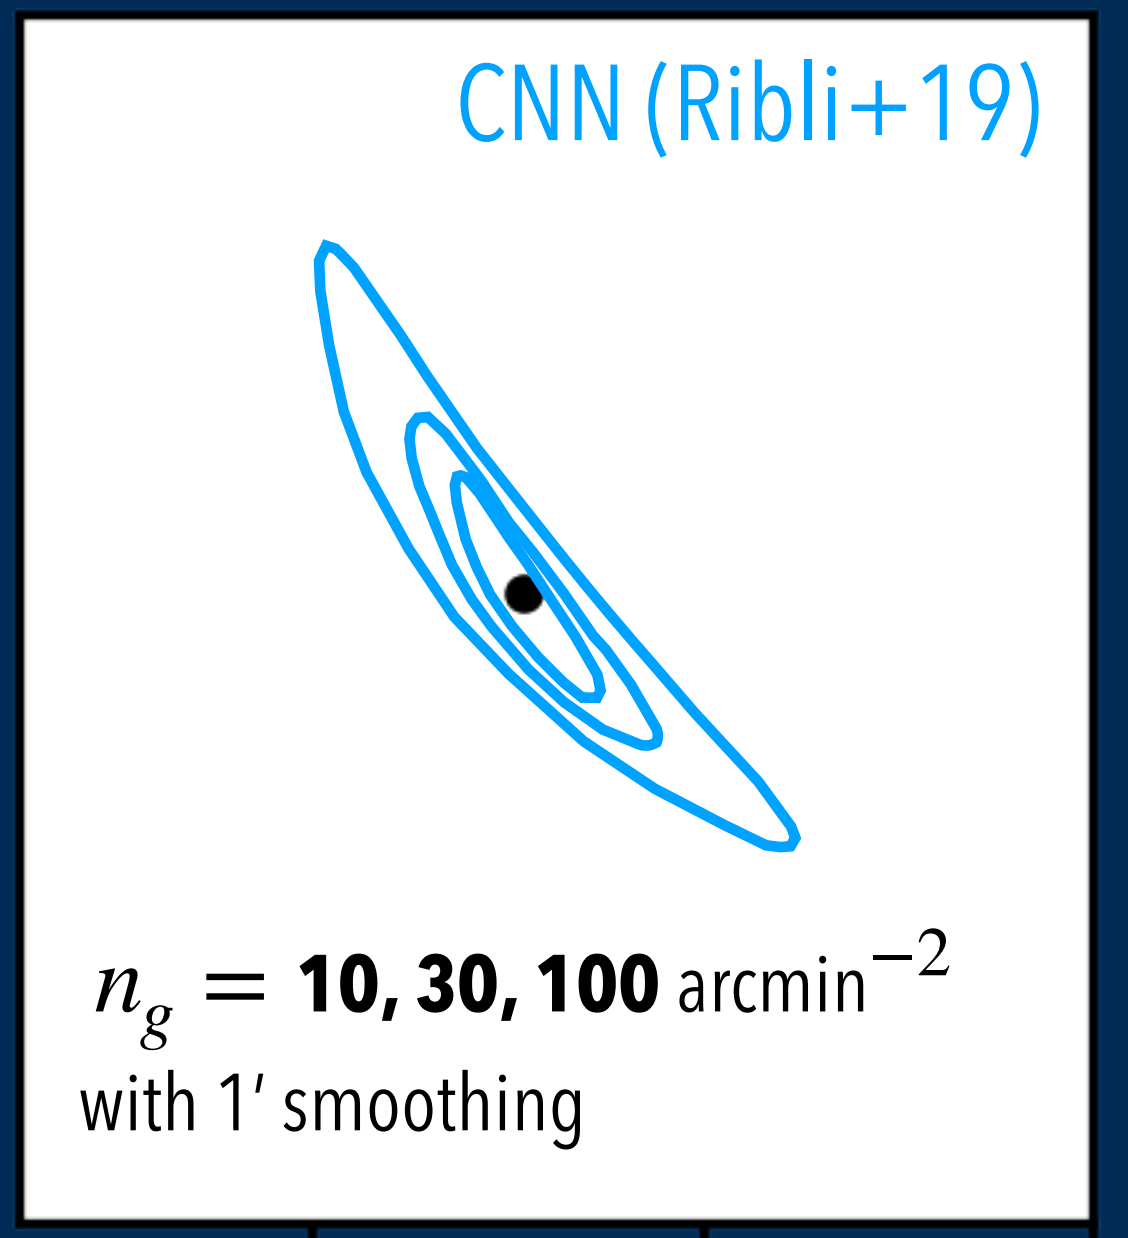 CNN (Ribli+19)
n_g = 10, 30, 100 arcmin⁻²
with 1′ smoothing